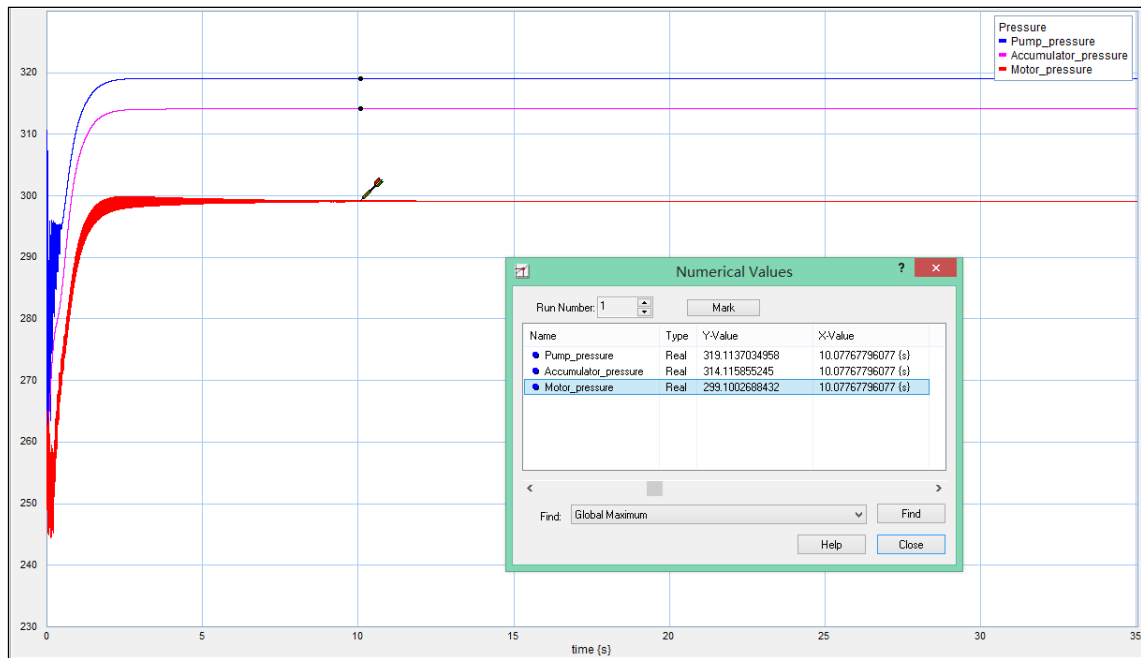 Pressure
Pump_pressure
Accumulator_pressure
Motor_pressure
320
310
300
290
280
270
260
250
240
230
0 5 10 15 20 25 30 35
time {s}
Numerical Values
? ×
Run Number: 1 Mark
Name Type Y-Value X-Value
Pump_pressure Real 319.1137034958 10.07767796077 {s}
Accumulator_pressure Real 314.115855245 10.07767796077 {s}
Motor_pressure Real 299.1002688432 10.07767796077 {s}
Find: Global Maximum Find
Help Close